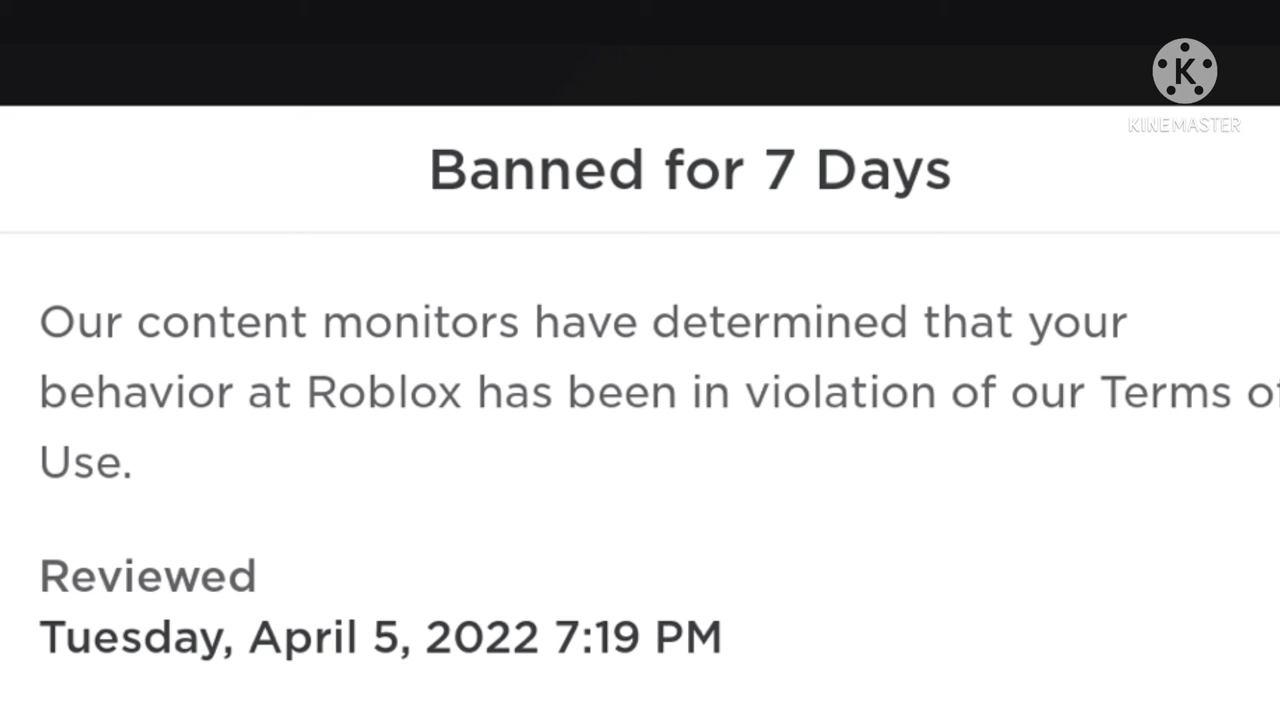 K
KINEMASTER
Banned for 7 Days
Our content monitors have determined that your
behavior at Roblox has been in violation of our Terms of
Use.
Reviewed
Tuesday, April 5, 2022 7:19 PM